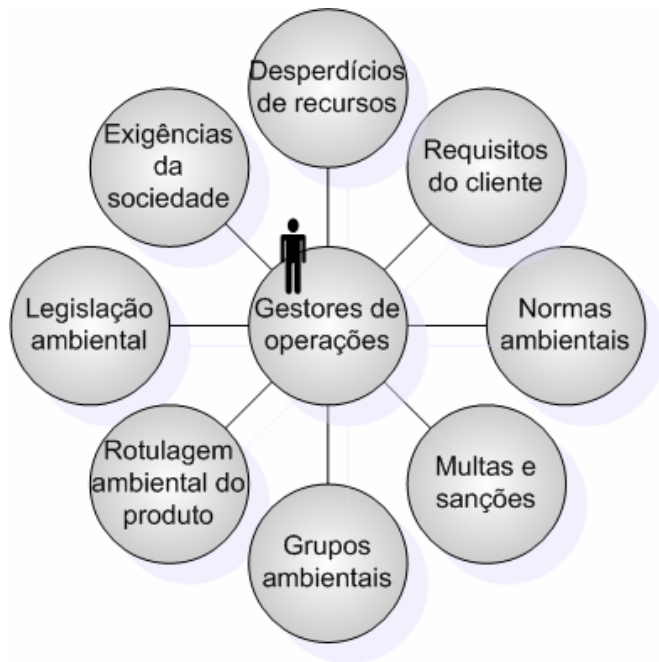 Desperdícios
de recursos
Requisitos
do cliente
Normas
ambientais
Multas e
sanções
Grupos
ambientais
Rotulagem
ambiental do
produto
Legislação
ambiental
Exigências
da
sociedade
Gestores de
operações